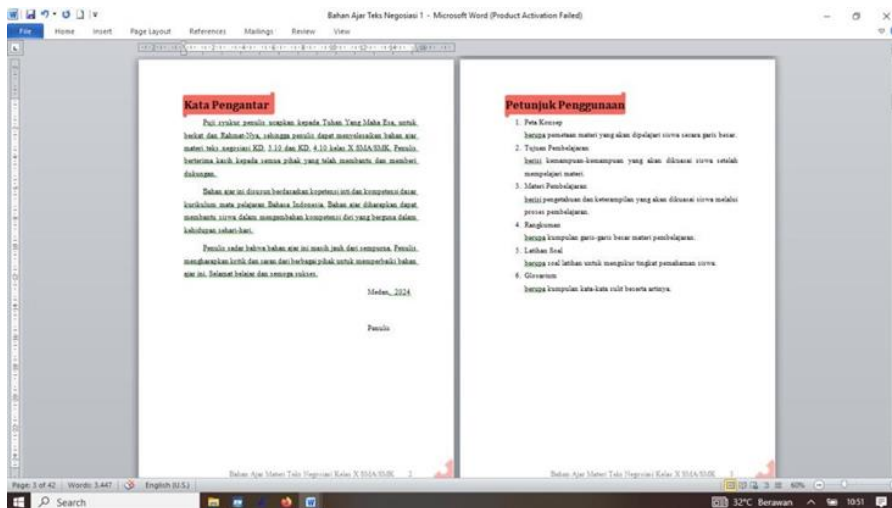 Bahan Ajar Teks Negosiasi 1 - Microsoft Word (Product Activation Failed)
File Home Insert Page Layout References Mailings Review View
Kata Pengantar
Puji syukur penulis ucapkan kepada Tuhan Yang Maha Esa, untuk
berkat dan Rahmat-Nya, sehingga penulis dapat menyelesaikan bahan ajar
materi teks negosiasi KD. 3.10 dan KD. 4.10 kelas X SMA/SMK. Penulis
berterima kasih kepada semua pihak yang telah membantu dan memberi
dukungan.
Bahan ajar ini disusun berdasarkan kopetensi inti dan kompetensi dasar
kurikulum mata pelajaran Bahasa Indonesia. Bahan ajar diharapkan dapat
membantu siswa dalam mengembahan kompetensi diri yang berguna dalam
kehidupan sehari-hari.
Penulis sadar bahwa bahan ajar ini masih jauh dari sempurna. Penulis
mengharapkan kritik dan saran dari berbagai pihak untuk memperbaiki bahan
ajar ini. Selamat belajar dan semoga sukses.
Medan, 2024
Penulis
Bahan Ajar Materi Teks Negosiasi Kelas X SMA/SMK 2
Petunjuk Penggunaan
1. Peta Konsep
berupa pemetaan materi yang akan dipelajari siswa secara garis besar.
2. Tujuan Pembelajaran
berisi kemampuan-kemampuan yang akan dikuasai siswa setelah
mempelajari materi.
3. Materi Pembelajaran
berisi pengetahuan dan keterampilan yang akan dikuasai siswa melalui
proses pembelajaran.
4. Rangkuman
berupa kumpulan garis-garis besar materi pembelajaran.
5. Latihan Soal
berupa soal latihan untuk mengukur tingkat pemahaman siswa.
6. Glosarium
berupa kumpulan kata-kata sulit beserta artinya.
Bahan Ajar Materi Teks Negosiasi Kelas X SMA/SMK 3
Page: 3 of 42 Words: 3.447 English (U.S.) 60%
Search 32°C Berawan 10:51